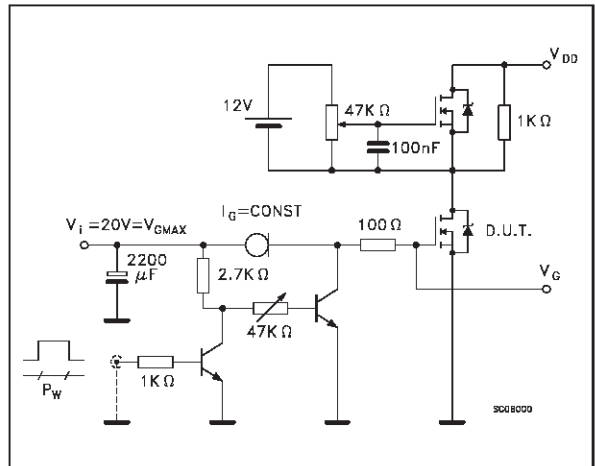 V_DD
12V
47KΩ
100nF
1KΩ
I_G=CONST
V_i =20V=V_GMAX
100Ω
D.U.T.
2200
μF
2.7KΩ
V_G
47KΩ
1KΩ
P_W
SC08000